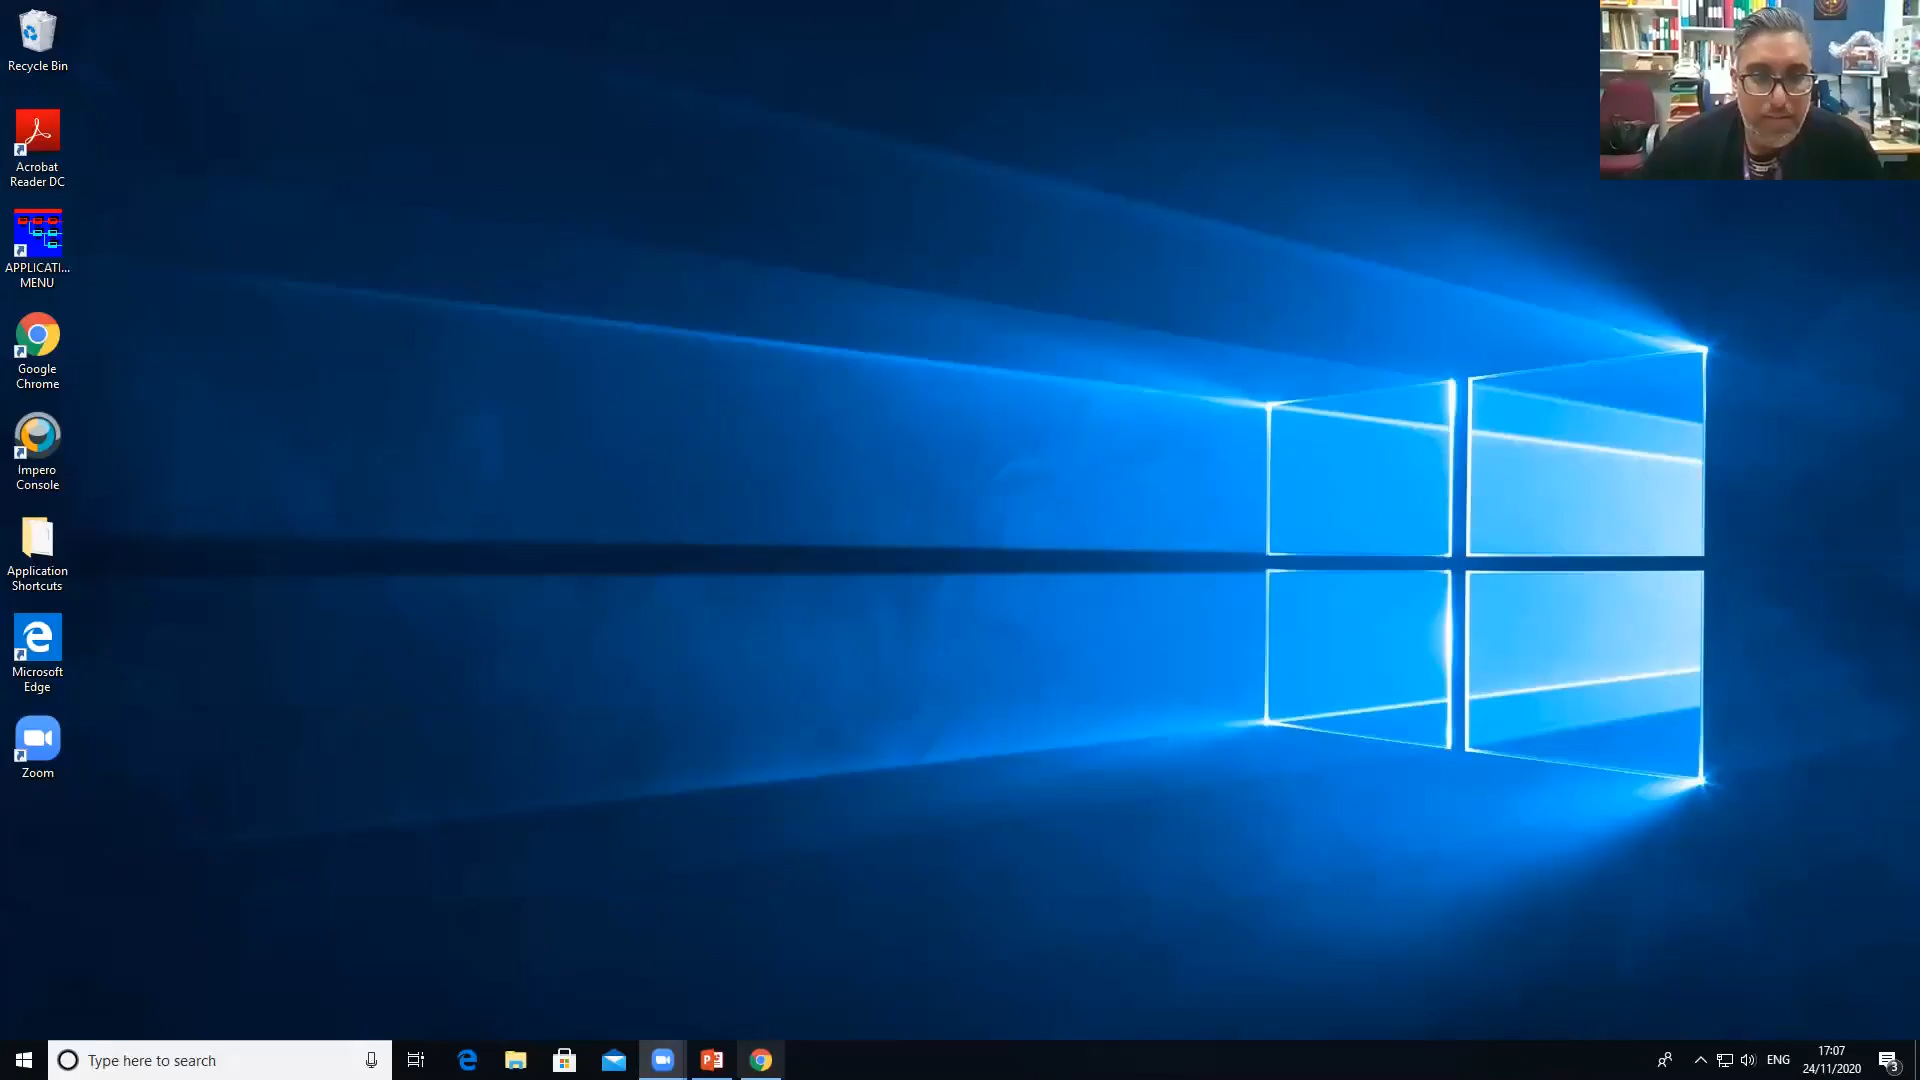 Recycle Bin
Acrobat
Reader DC
APPLICATI...
MENU
Google
Chrome
Impero
Console
Application
Shortcuts
Microsoft
Edge
Zoom
Type here to search
ENG
17:07
24/11/2020
3